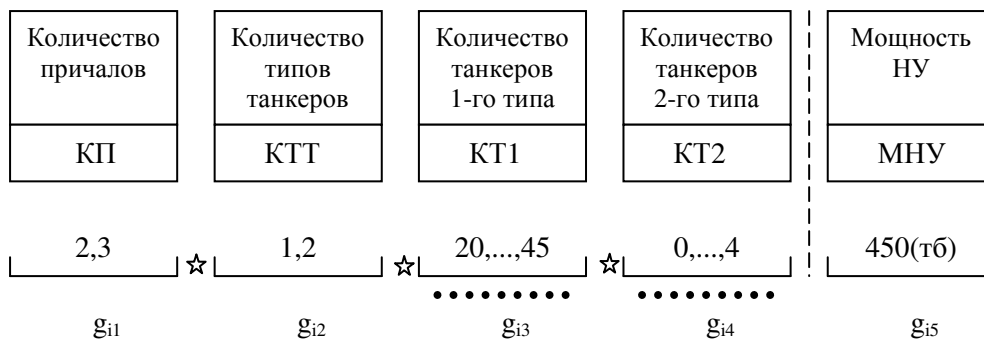 Количество Количество Количество Количество Мощность
причалов типов танкеров танкеров НУ
танкеров 1-го типа 2-го типа
КП КТТ КТ1 КТ2 МНУ
2,3 1,2 20,...,45 0,...,4 450(тб)
gi1 gi2 gi3 gi4 gi5